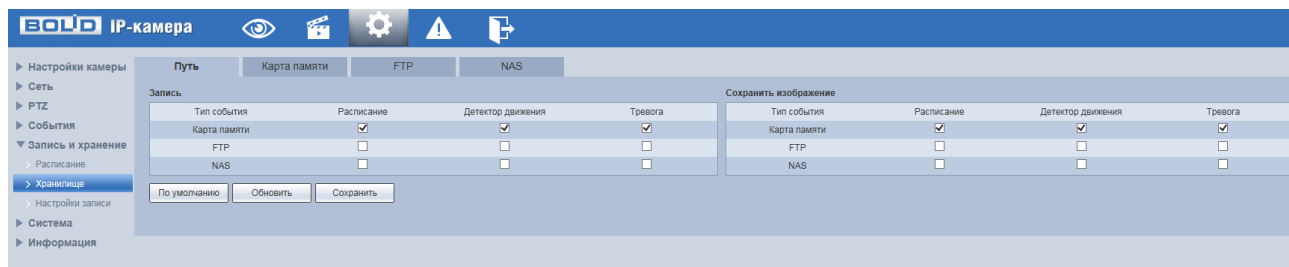 BOLID IP-камера
Настройки камеры
Сеть
PTZ
События
Запись и хранение
Расписание
Хранилище
Настройки записи
Система
Информация
Путь Карта памяти FTP NAS
Запись
Тип события Расписание Детектор движения Тревога
Карта памяти
FTP
NAS
По умолчанию Обновить Сохранить
Сохранить изображение
Тип события Расписание Детектор движения Тревога
Карта памяти
FTP
NAS